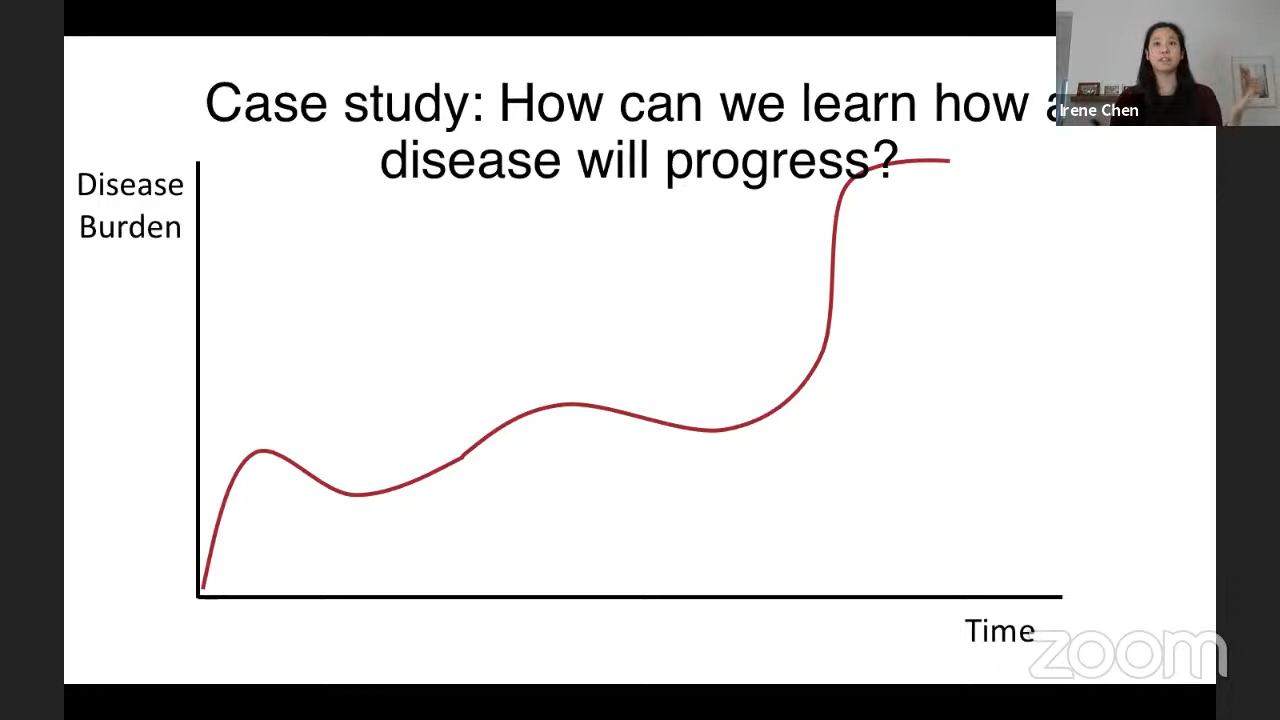 Case study: How can we learn how a
disease will progress?
Irene Chen
Disease
Burden
Time
zoom